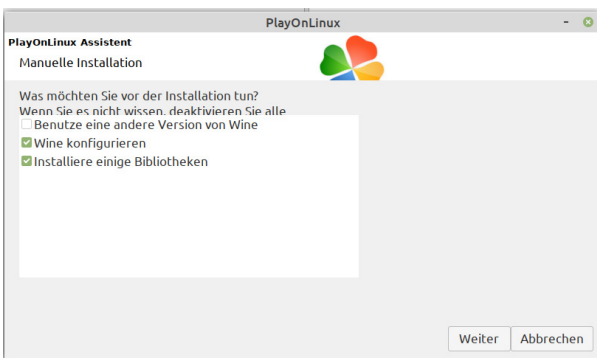 PlayOnLinux
PlayOnLinux Assistent
Manuelle Installation
Was möchten Sie vor der Installation tun?
Wenn Sie es nicht wissen, deaktivieren Sie alle
Benutze eine andere Version von Wine
Wine konfigurieren
Installiere einige Bibliotheken
Weiter Abbrechen